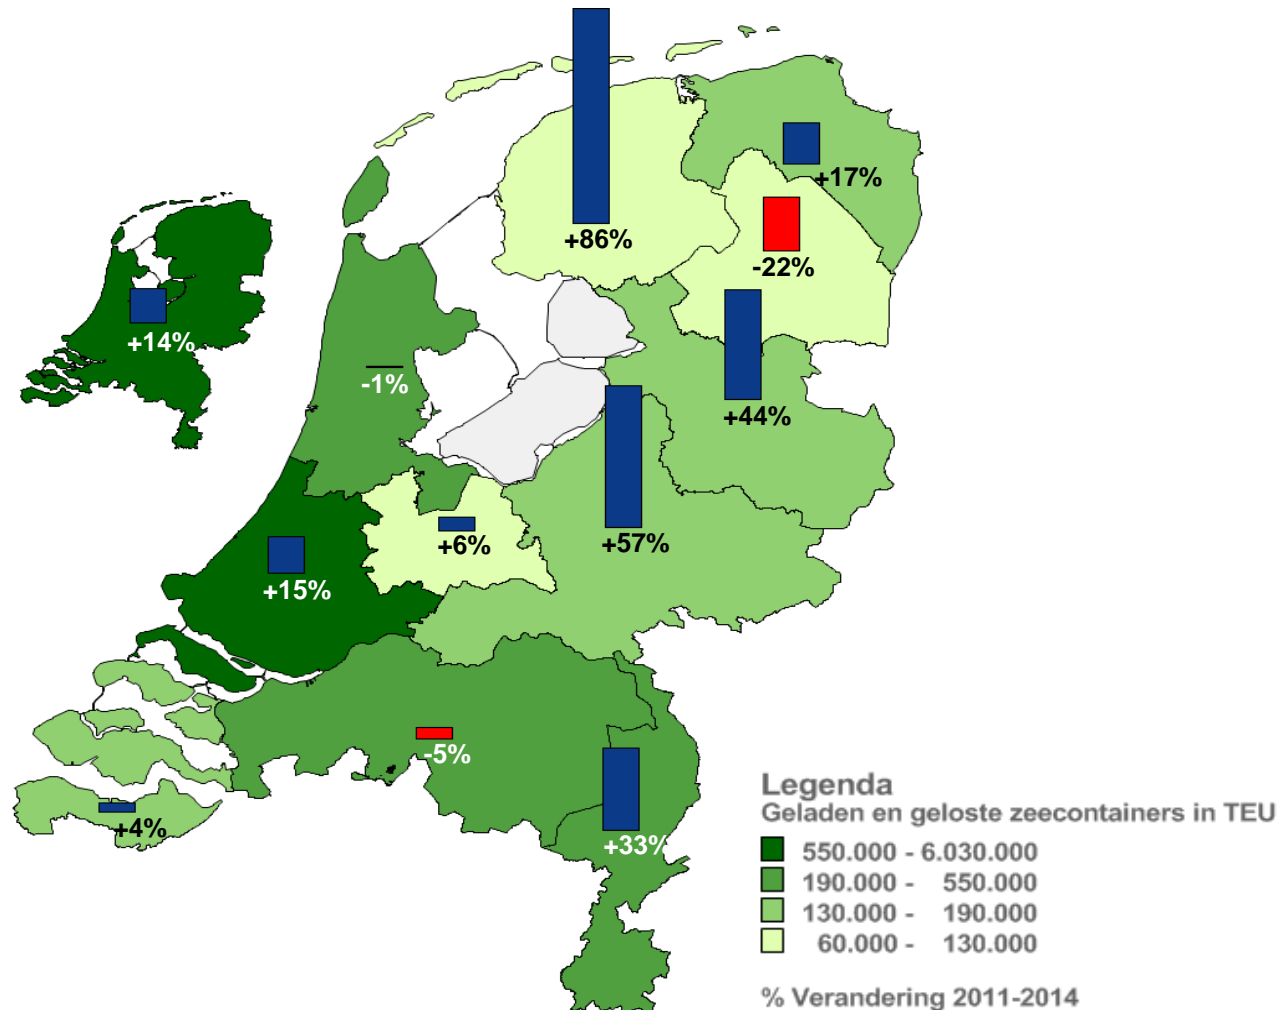 +17%
+86%
-22%
+14%
-1%
+44%
+6%
+57%
+15%
-5%
+4%
+33%
Legenda
Geladen en geloste zeecontainers in TEU
550.000 - 6.030.000
190.000 - 550.000
130.000 - 190.000
60.000 - 130.000
% Verandering 2011-2014